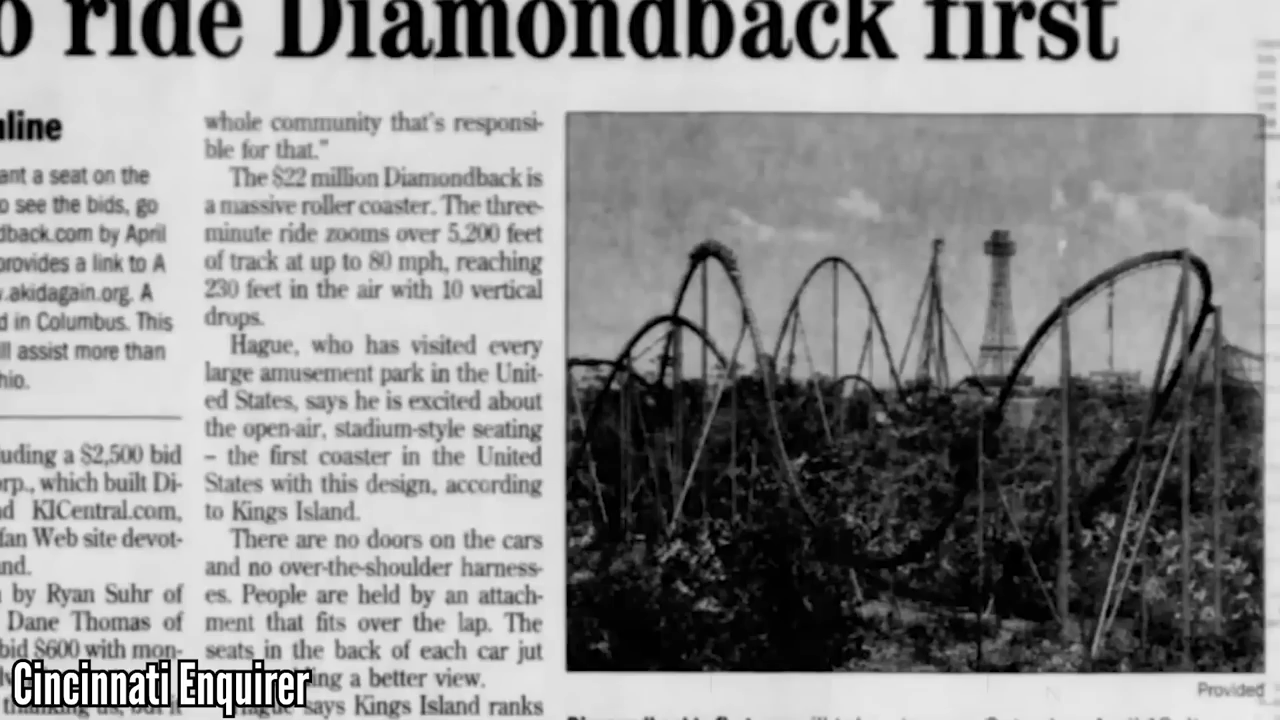 o ride Diamondback first
line
ant a seat on the
o see the bids, go
dback.com by April
provides a link to A
.akidagain.org. A
d in Columbus. This
ll assist more than
hio.
uding a $2,500 bid
orp., which built Di-
nd KICentral.com,
fan Web site devot-
nd.
by Ryan Suhr of
Dane Thomas of
bid $600 with mon-
whole community that's responsi-
ble for that."
The $22 million Diamondback is
a massive roller coaster. The three-
minute ride zooms over 5,200 feet
of track at up to 80 mph, reaching
230 feet in the air with 10 vertical
drops.
Hague, who has visited every
large amusement park in the Unit-
ed States, says he is excited about
the open-air, stadium-style seating
– the first coaster in the United
States with this design, according
to Kings Island.
There are no doors on the cars
and no over-the-shoulder harness-
es. People are held by an attach-
ment that fits over the lap. The
seats in the back of each car jut
ing a better view.
says Kings Island ranks
Provided
Cincinnati Enquirer